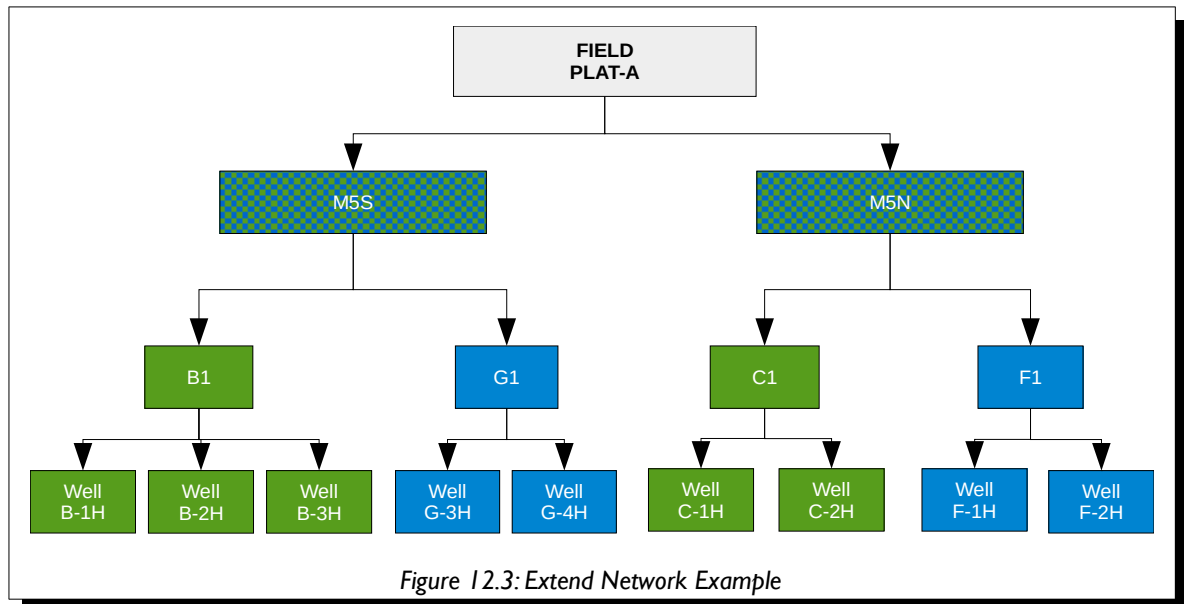 FIELD
PLAT-A
M5S
M5N
B1
G1
C1
F1
Well
B-1H
Well
B-2H
Well
B-3H
Well
G-3H
Well
G-4H
Well
C-1H
Well
C-2H
Well
F-1H
Well
F-2H
Figure 12.3: Extend Network Example